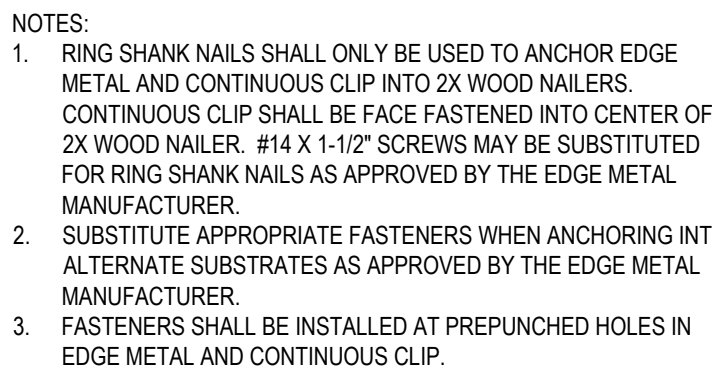 NOTES:
1. RING SHANK NAILS SHALL ONLY BE USED TO ANCHOR EDGE
METAL AND CONTINUOUS CLIP INTO 2X WOOD NAILERS.
CONTINUOUS CLIP SHALL BE FACE FASTENED INTO CENTER OF
2X WOOD NAILER. #14 X 1-1/2" SCREWS MAY BE SUBSTITUTED
FOR RING SHANK NAILS AS APPROVED BY THE EDGE METAL
MANUFACTURER.
2. SUBSTITUTE APPROPRIATE FASTENERS WHEN ANCHORING INT
ALTERNATE SUBSTRATES AS APPROVED BY THE EDGE METAL
MANUFACTURER.
3. FASTENERS SHALL BE INSTALLED AT PREPUNCHED HOLES IN
EDGE METAL AND CONTINUOUS CLIP.